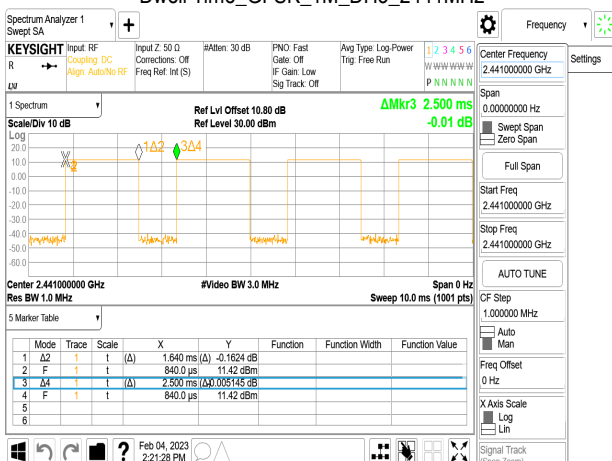 Spectrum Analyzer 1
Swept SA
Frequency
KEYSIGHT
R
Input: RF
Coupling: DC
Align: Auto/No RF
Input Z: 50 Ω
Corrections: Off
Freq Ref: Int (S)
#Atten: 30 dB
PNO: Fast
Gate: Off
IF Gain: Low
Sig Track: Off
Avg Type: Log-Power
Trig: Free Run
1 2 3 4 5 6
W W W W W W
P N N N N N
1 Spectrum
Scale/Div 10 dB
Ref Lvl Offset 10.80 dB
Ref Level 30.00 dBm
ΔMkr3 2.500 ms
-0.01 dB
Log
20.0
10.0
0.00
-10.0
-20.0
-30.0
-40.0
-50.0
-60.0
1Δ2
3Δ4
Center 2.441000000 GHz
Res BW 1.0 MHz
#Video BW 3.0 MHz
Span 0 Hz
Sweep 10.0 ms (1001 pts)
5 Marker Table
Mode Trace Scale X Y Function Function Width Function Value
1 Δ2 1 t (Δ) 1.640 ms (Δ) -0.1624 dB
2 F 1 t 840.0 µs 11.42 dBm
3 Δ4 1 t (Δ) 2.500 ms (Δ) -0.005145 dB
4 F 1 t 840.0 µs 11.42 dBm
5
6
Feb 04, 2023
2:21:28 PM
Center Frequency
2.441000000 GHz
Settings
Span
0.00000000 Hz
Swept Span
Zero Span
Full Span
Start Freq
2.441000000 GHz
Stop Freq
2.441000000 GHz
AUTO TUNE
CF Step
1.000000 MHz
Auto
Man
Freq Offset
0 Hz
X Axis Scale
Log
Lin
Signal Track